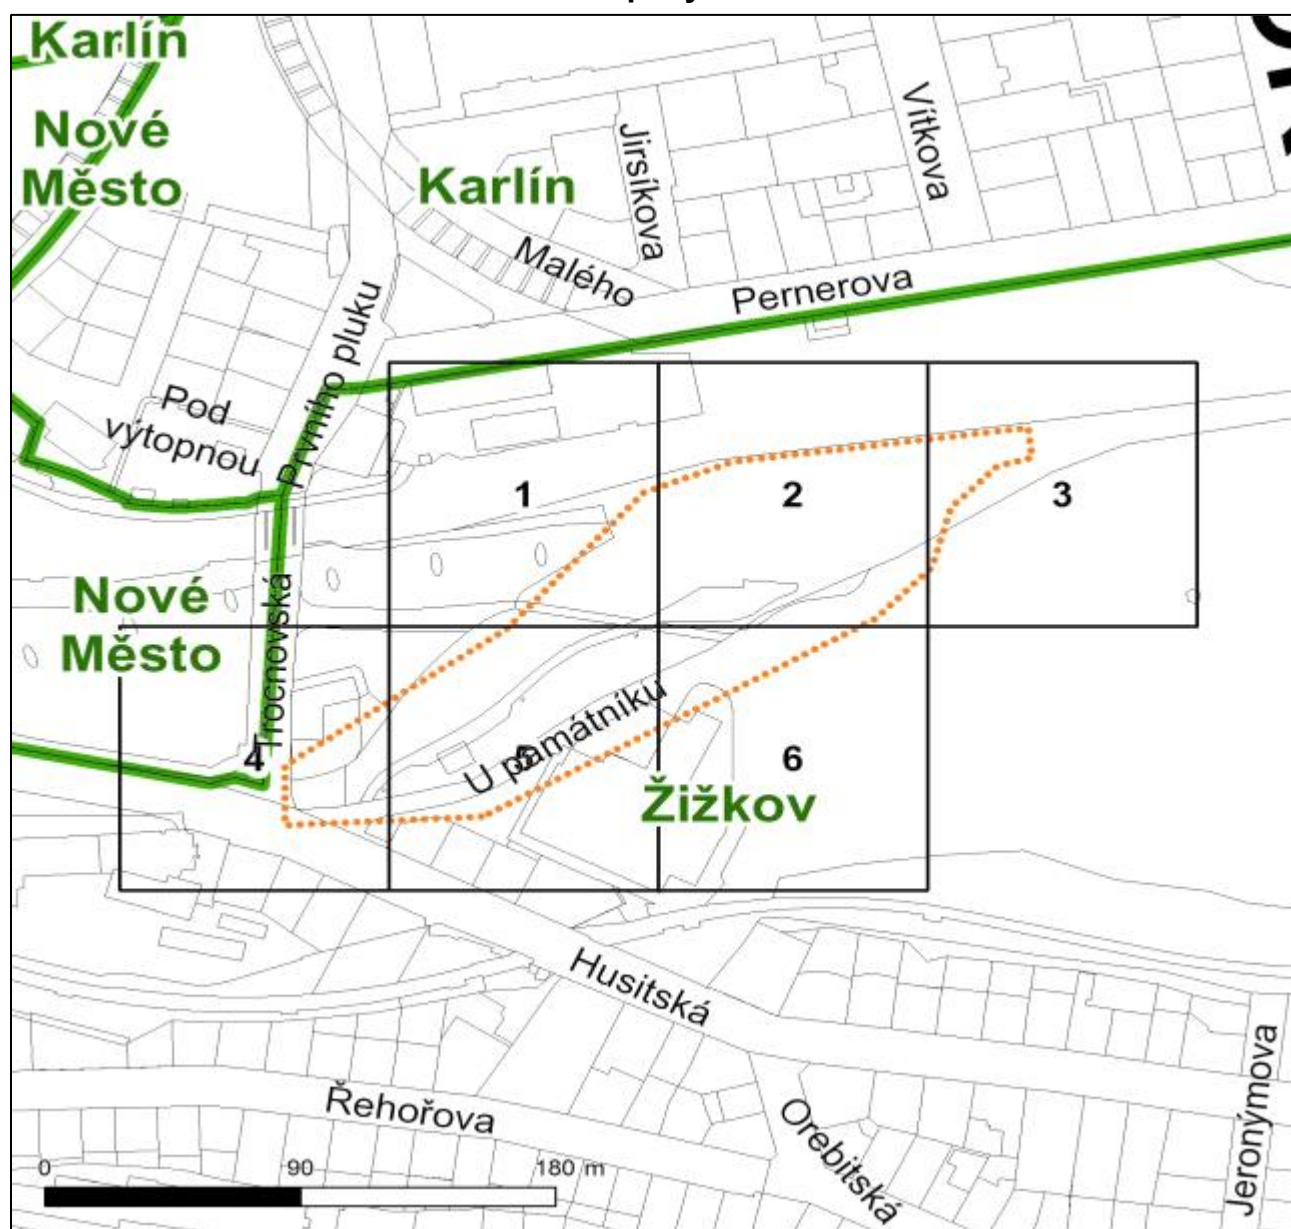 Karlín
Nové
Město
Karlín
Jirsíkova
Vítkova
Malého
Pernerova
Prvního pluku
Pod
výtopnou
1
2
3
Nové
Město
Trocnovská
4
U památníku
5
6
Žižkov
Husitská
Řehořova
Orebitská
Jeronýmova
0 90 180 m